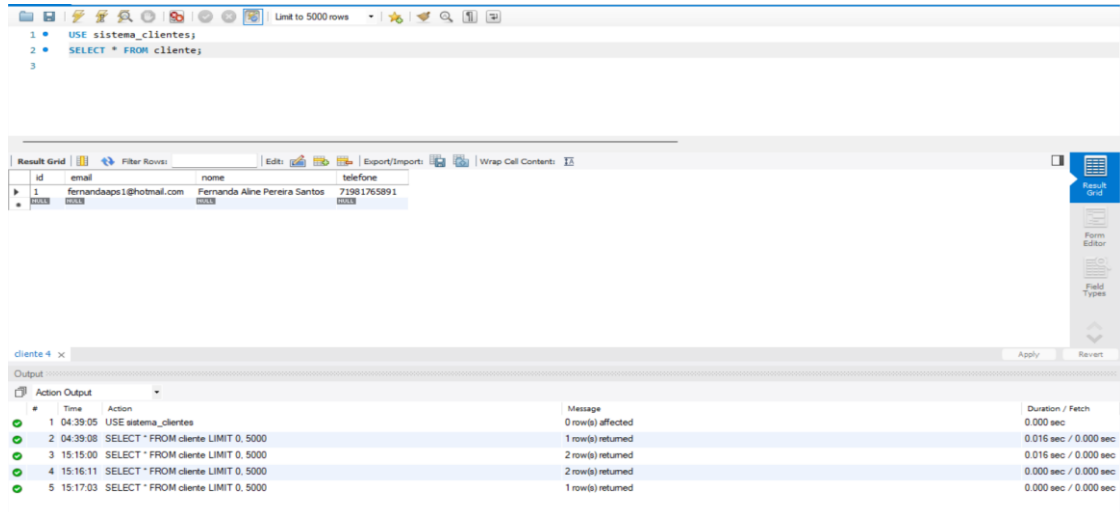 Limit to 5000 rows
1 USE sistema_clientes;
2 SELECT * FROM cliente;
3
Result Grid Filter Rows: Edit: Export/Import: Wrap Cell Content:
id email nome telefone
1 fernandaaps1@hotmail.com Fernanda Aline Pereira Santos 71981765891
NULL NULL NULL NULL
Result
Grid
Form
Editor
Field
Types
cliente 4 Apply Revert
Output
Action Output
# Time Action Message Duration / Fetch
1 04:39:05 USE sistema_clientes 0 row(s) affected 0.000 sec
2 04:39:08 SELECT * FROM cliente LIMIT 0, 5000 1 row(s) returned 0.016 sec / 0.000 sec
3 15:15:00 SELECT * FROM cliente LIMIT 0, 5000 2 row(s) returned 0.016 sec / 0.000 sec
4 15:16:11 SELECT * FROM cliente LIMIT 0, 5000 2 row(s) returned 0.000 sec / 0.000 sec
5 15:17:03 SELECT * FROM cliente LIMIT 0, 5000 1 row(s) returned 0.000 sec / 0.000 sec